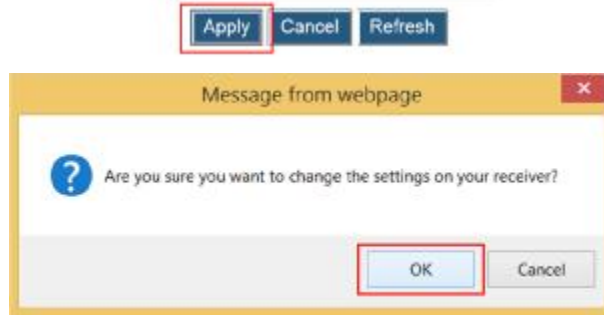 Apply Cancel Refresh
Message from webpage
Are you sure you want to change the settings on your receiver?
OK Cancel